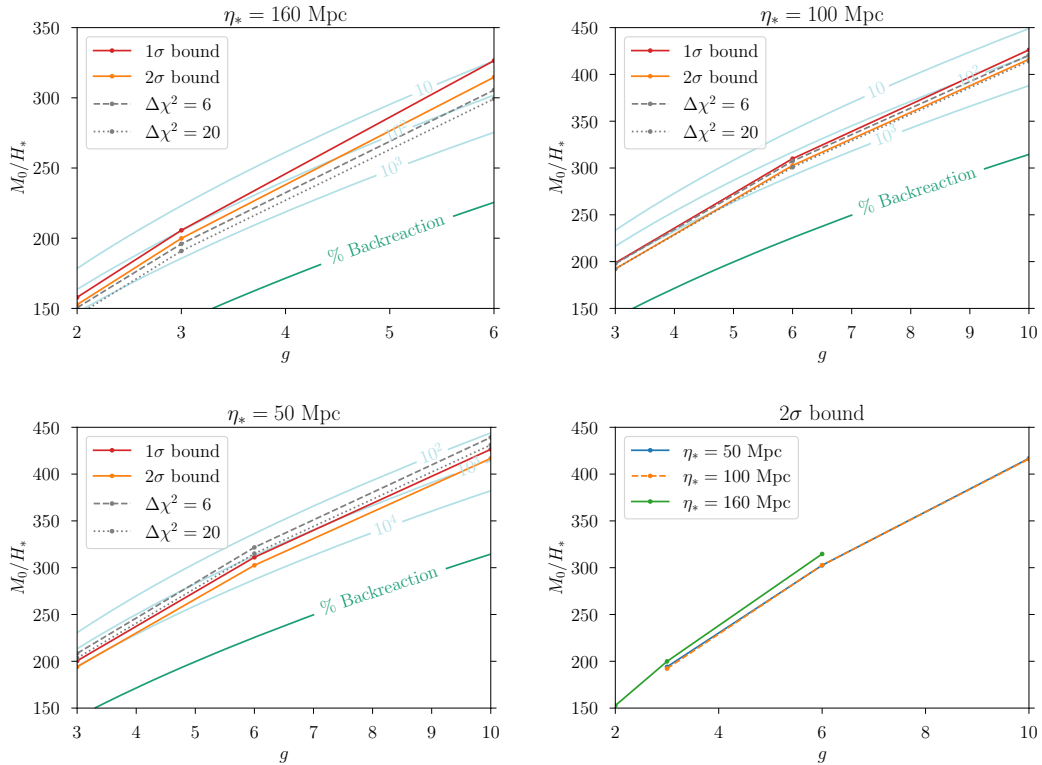 η* = 160 Mpc
350
300
250
200
150
M₀/H*
1σ bound
2σ bound
Δχ² = 6
Δχ² = 20
10
10³
% Backreaction
2
3
4
5
6
g
η* = 100 Mpc
450
400
350
300
250
200
150
M₀/H*
1σ bound
2σ bound
Δχ² = 6
Δχ² = 20
10
10²
10³
% Backreaction
3
4
5
6
7
8
9
10
g
η* = 50 Mpc
450
400
350
300
250
200
150
M₀/H*
1σ bound
2σ bound
Δχ² = 6
Δχ² = 20
10²
10⁴
% Backreaction
3
4
5
6
7
8
9
10
g
2σ bound
450
400
350
300
250
200
150
M₀/H*
η* = 50 Mpc
η* = 100 Mpc
η* = 160 Mpc
2
4
6
8
10
g